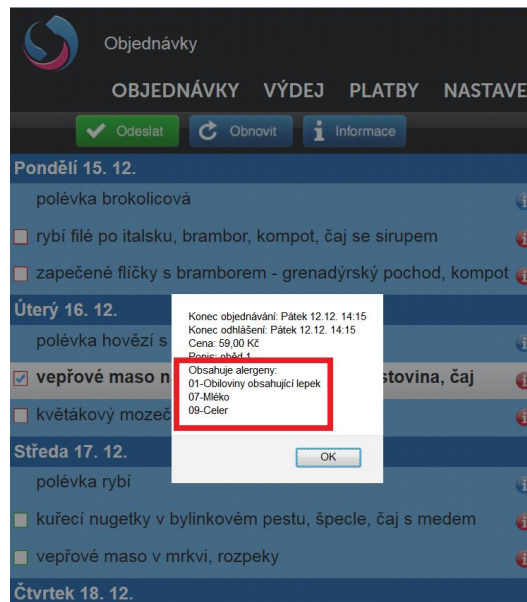 Objednávky
OBJEDNÁVKY VÝDEJ PLATBY NASTAVE
Odeslat Obnovit Informace
Pondělí 15. 12.
polévka brokolicová
rybí filé po italsku, brambor, kompot, čaj se sirupem
zapečené flíčky s bramborem - grenadýrský pochod, kompot
Úterý 16. 12.
polévka hovězí s
vepřové maso n
stovina, čaj
květákový mozeč
Konec objednávání: Pátek 12.12. 14:15
Konec odhlášení: Pátek 12.12. 14:15
Cena: 59,00 Kč
Popis: oběd 1
Obsahuje alergeny:
01-Obiloviny obsahující lepek
07-Mléko
09-Celer
OK
Středa 17. 12.
polévka rybí
kuřecí nugetky v bylinkovém pestu, špecle, čaj s medem
vepřové maso v mrkvi, rozpeky
Čtvrtek 18. 12.